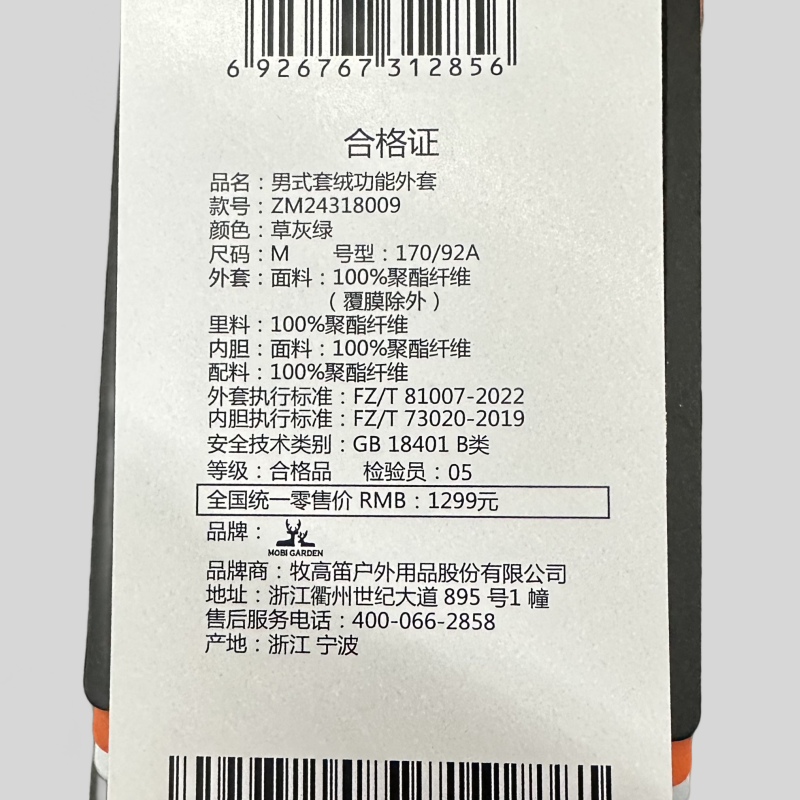 6 926767 312856
合格证
品名：男式套绒功能外套
款号：ZM24318009
颜色：草灰绿
尺码：M 号型：170/92A
外套：面料：100%聚酯纤维
（覆膜除外）
里料：100%聚酯纤维
内胆：面料：100%聚酯纤维
配料：100%聚酯纤维
外套执行标准：FZ/T 81007-2022
内胆执行标准：FZ/T 73020-2019
安全技术类别：GB 18401 B类
等级：合格品 检验员：05
全国统一零售价 RMB：1299元
品牌：
MOBI GARDEN
品牌商：牧高笛户外用品股份有限公司
地址：浙江衢州世纪大道 895 号1 幢
售后服务电话：400-066-2858
产地：浙江 宁波